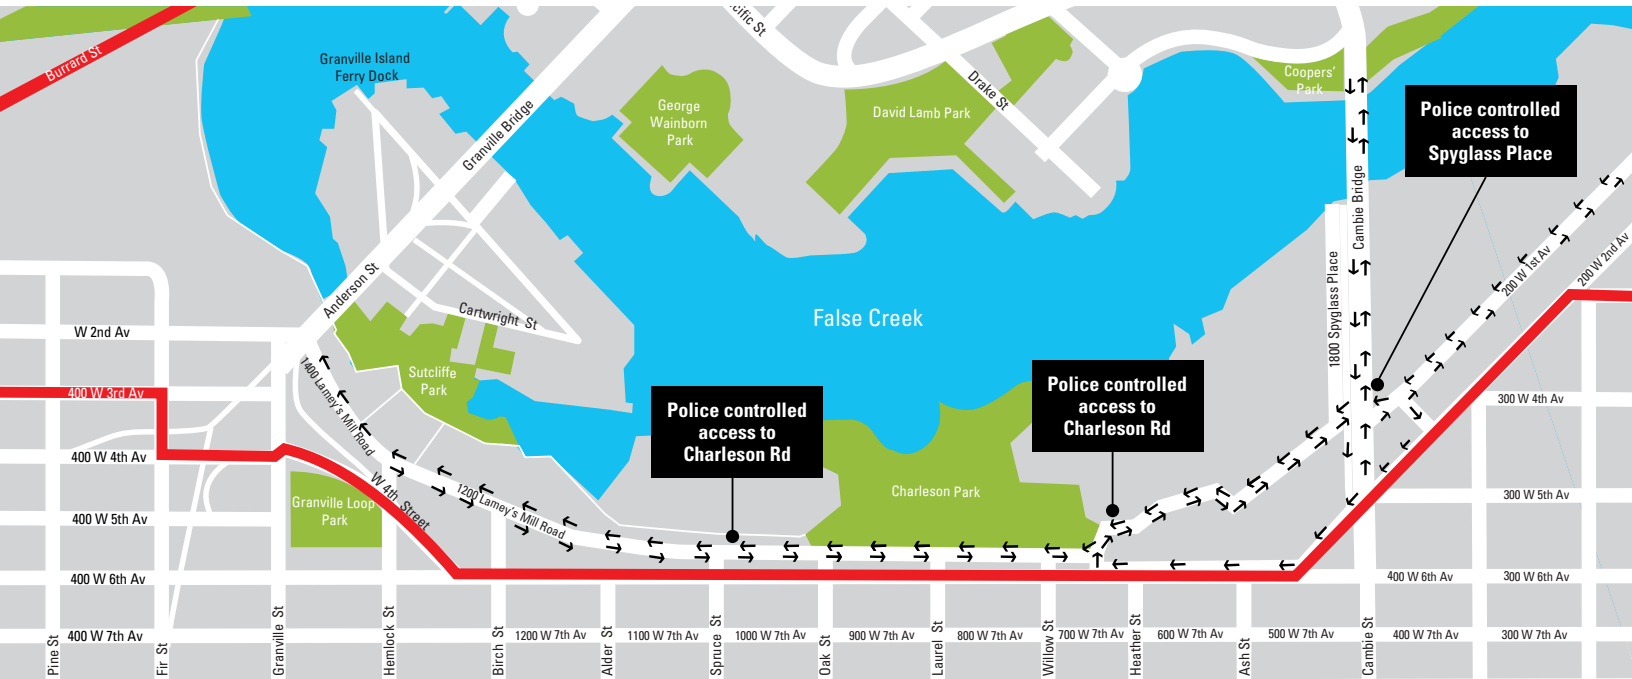 Burrard St
Granville Island
Ferry Dock
Granville Bridge
cific St
George
Wainborn
Park
David Lamb Park
Drake St
Coopers'
Park
Police controlled
access to
Spyglass Place
Cambie Bridge
1800 Spyglass Place
200 W 1st Av
200 W 2nd Av
Anderson St
Cartwright St
False Creek
W 2nd Av
Sutcliffe
Park
1400 Lamey's Mill Road
400 W 3rd Av
Police controlled
access to
Charleson Rd
Police controlled
access to
Charleson Rd
300 W 4th Av
400 W 4th Av
W 4th Street
1200 Lamey's Mill Road
Charleson Park
Granville Loop
Park
300 W 5th Av
400 W 5th Av
400 W 6th Av
400 W 6th Av
300 W 6th Av
400 W 7th Av
1200 W 7th Av
1100 W 7th Av
1000 W 7th Av
900 W 7th Av
800 W 7th Av
700 W 7th Av
600 W 7th Av
500 W 7th Av
400 W 7th Av
300 W 7th Av
Pine St
Fir St
Granville St
Hemlock St
Birch St
Alder St
Spruce St
Oak St
Laurel St
Willow St
Heather St
Ash St
Cambie St